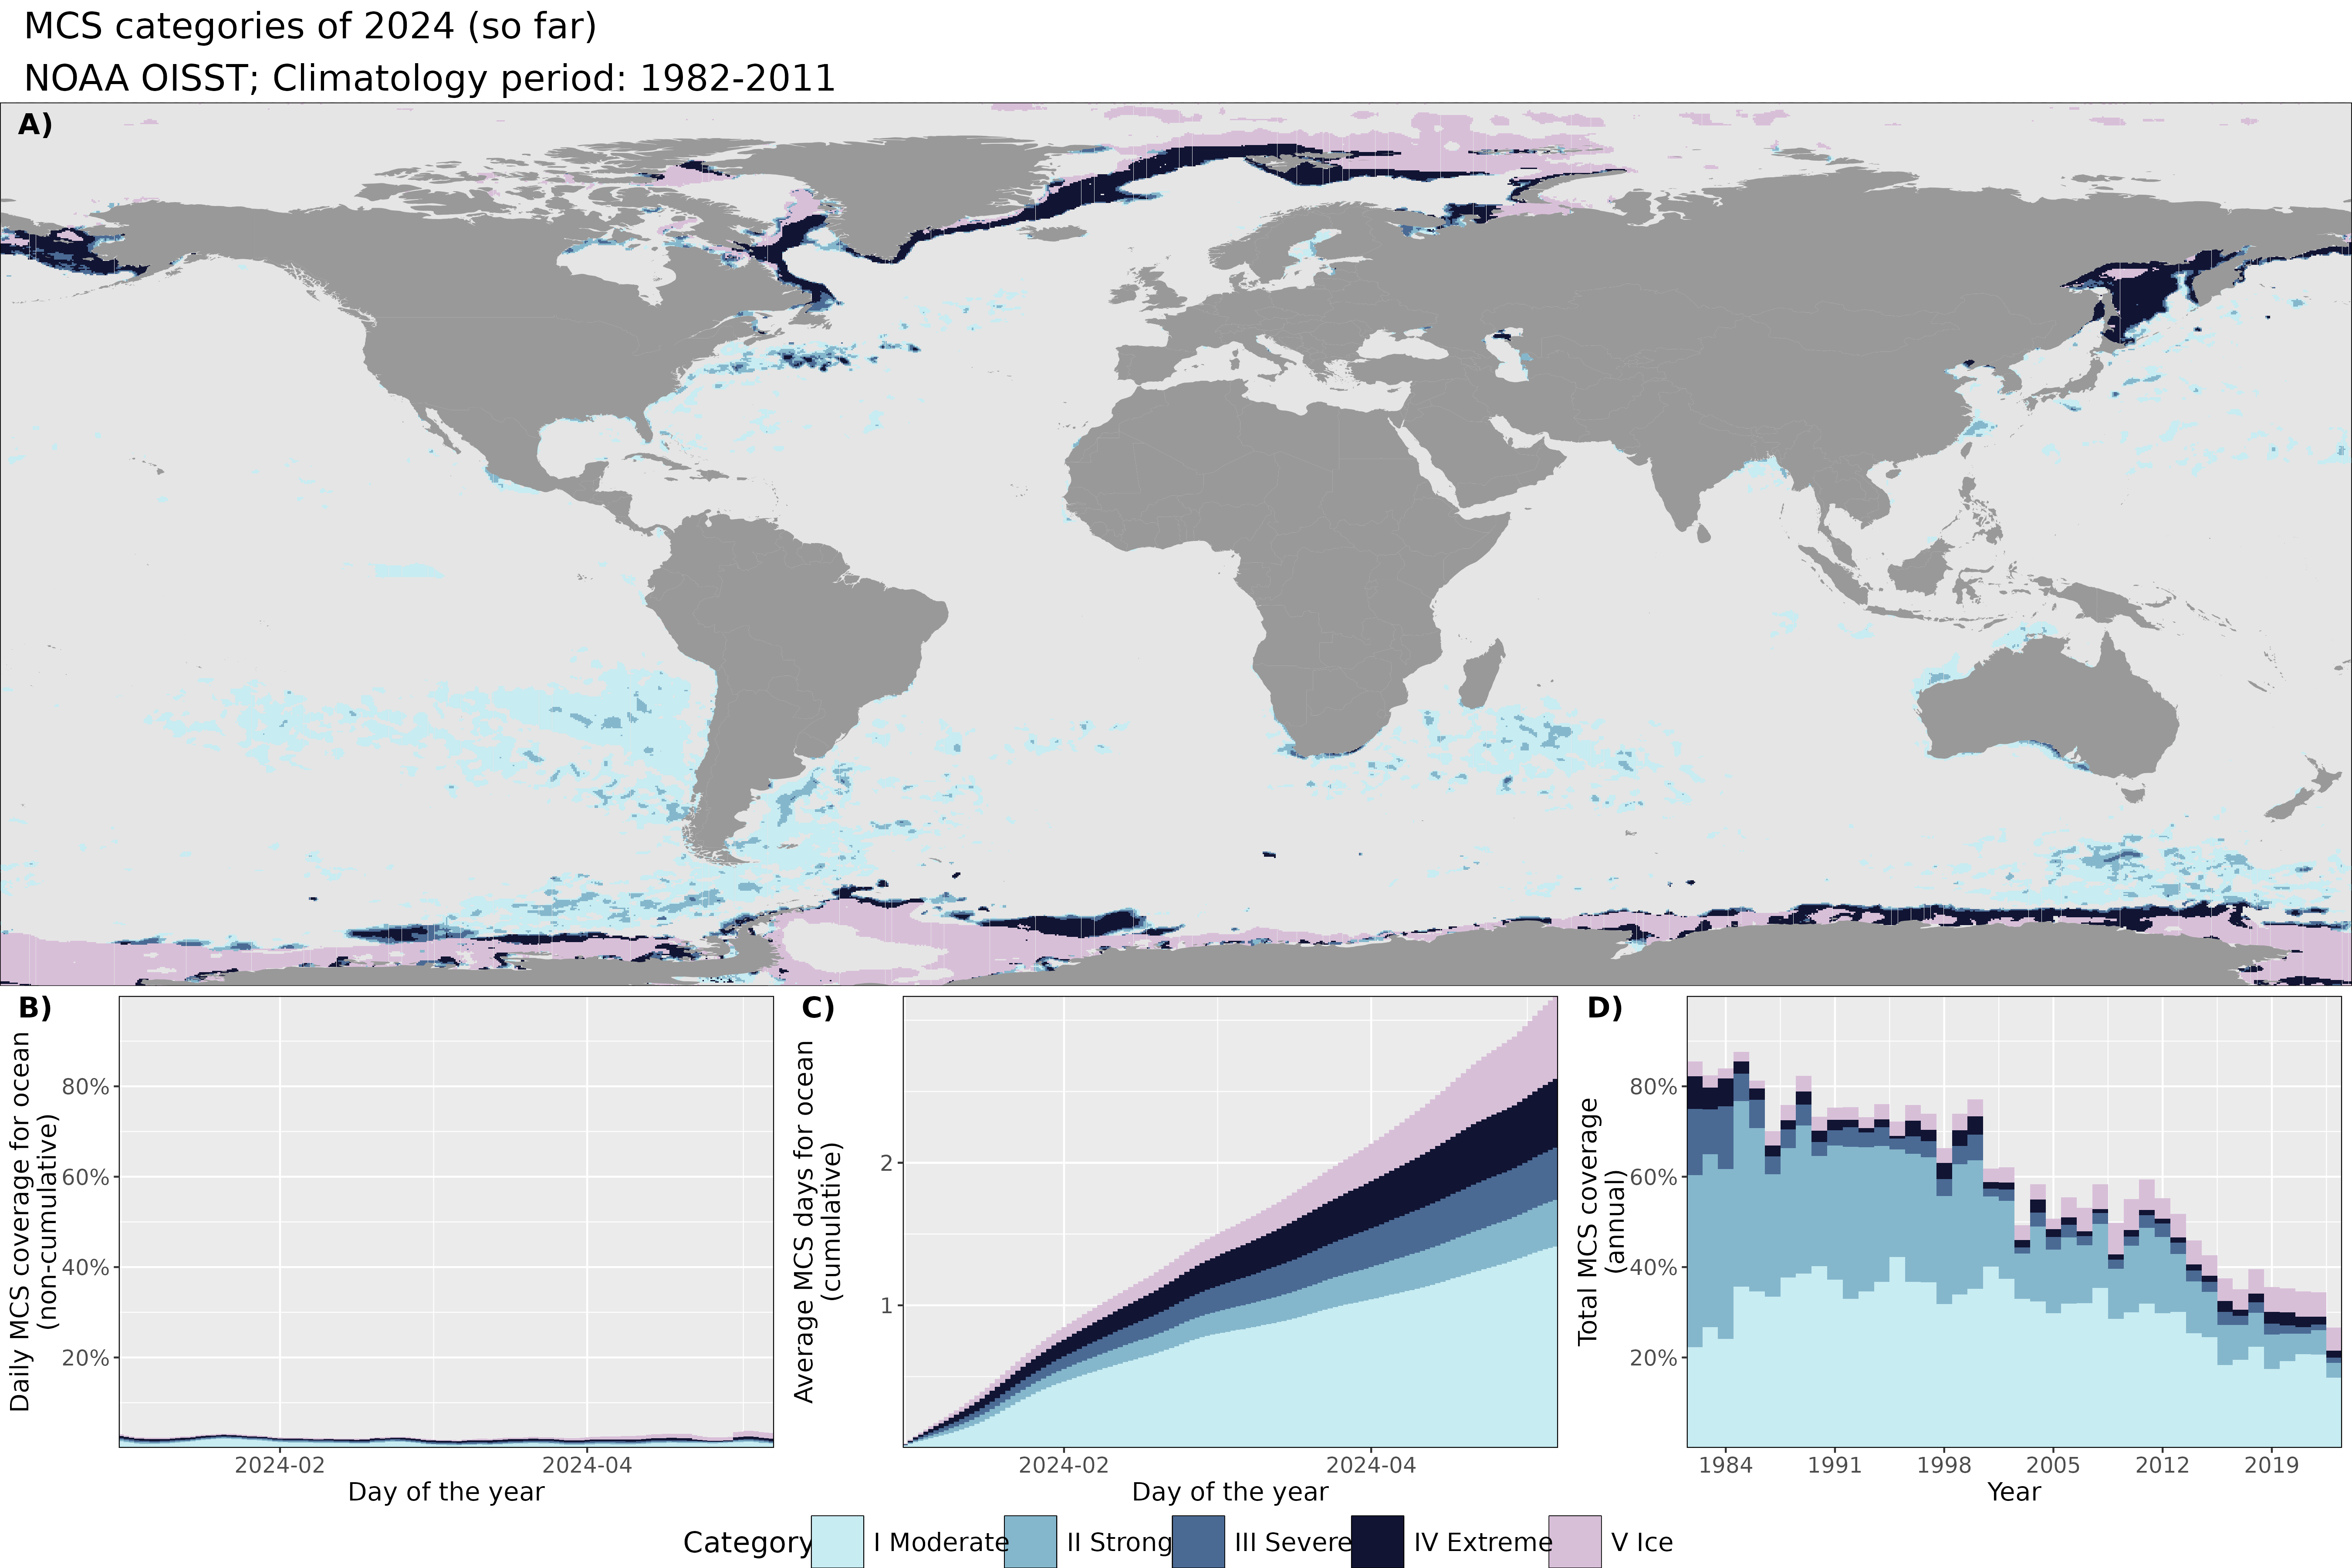 MCS categories of 2024 (so far)
NOAA OISST; Climatology period: 1982-2011
A)
B)
Daily MCS coverage for ocean
(non-cumulative)
80%
60%
40%
20%
2024-02
2024-04
Day of the year
C)
Average MCS days for ocean
(cumulative)
2
1
2024-02
2024-04
Day of the year
D)
Total MCS coverage
(annual)
80%
60%
40%
20%
1984
1991
1998
2005
2012
2019
Year
Category
I Moderate
II Strong
III Severe
IV Extreme
V Ice